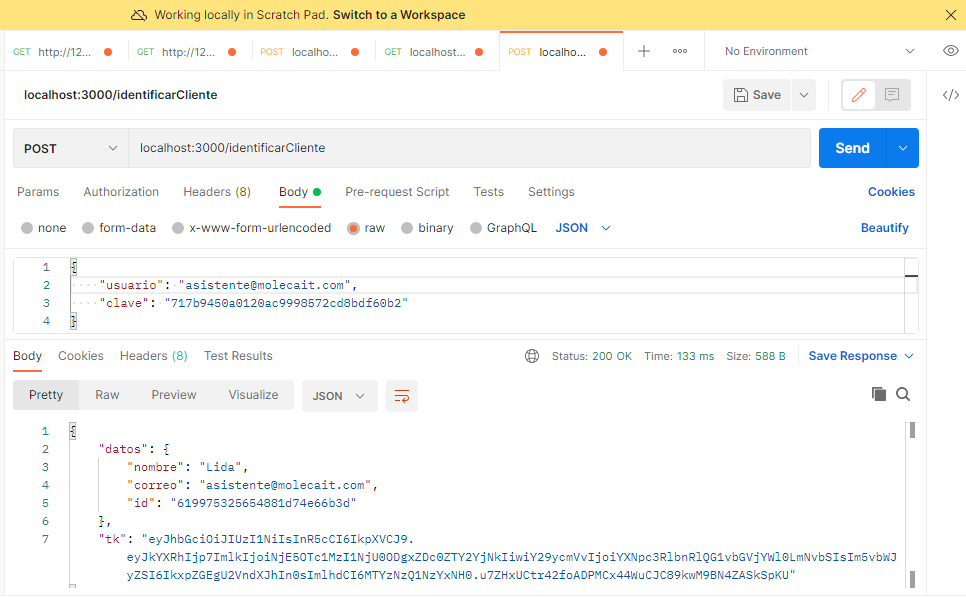 Working locally in Scratch Pad. Switch to a Workspace
GET http://12... GET http://12... POST localho... GET localhost... POST localho... No Environment
localhost:3000/identificarCliente Save
POST localhost:3000/identificarCliente Send
Params Authorization Headers (8) Body Pre-request Script Tests Settings Cookies
none form-data x-www-form-urlencoded raw binary GraphQL JSON Beautify
1 {
2 "usuario": "asistente@molecait.com",
3 "clave": "717b9450a0120ac9998572cd8bdf60b2"
4 }
Body Cookies Headers (8) Test Results Status: 200 OK Time: 133 ms Size: 588 B Save Response
Pretty Raw Preview Visualize JSON
1 {
2 "datos": {
3 "nombre": "Lida",
4 "correo": "asistente@molecait.com",
5 "id": "619975325654881d74e66b3d"
6 },
7 "tk": "eyJhbGciOiJIUzI1NiIsInR5cCI6IkpXVCJ9.
eyJkYXRhIjp7ImlkIjoiNjE5OTc1MzI1NjU0ODgxZDc0ZTY2YjNkIiwiY29ycmVvIjoiYXNpc3RlbnRlQG1vbGVjYWl0LmNvbSIsIm5vbWJ
yZSI6IkxpZGEgU2VndXJhIn0sImlhdCI6MTYzNzQ1NzYxNH0.u7ZHxUCtr42foADPMCx44WuCJC89kwM9BN4ZASkSpKU"